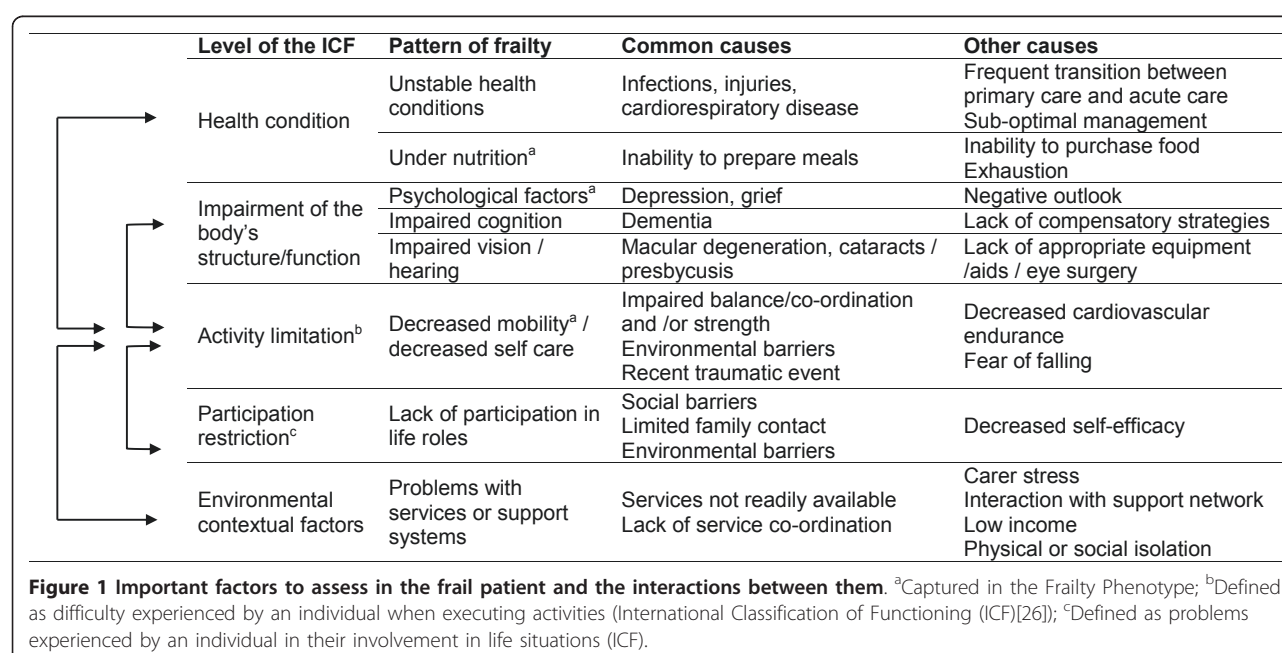 Level of the ICF Pattern of frailty Common causes Other causes
Health condition
Unstable health
conditions
Infections, injuries,
cardiorespiratory disease
Frequent transition between
primary care and acute care
Sub-optimal management
Under nutritionᵃ
Inability to prepare meals
Inability to purchase food
Exhaustion
Impairment of the
body's
structure/function
Psychological factorsᵃ
Depression, grief
Negative outlook
Impaired cognition
Dementia
Lack of compensatory strategies
Impaired vision /
hearing
Macular degeneration, cataracts /
presbycusis
Lack of appropriate equipment
/aids / eye surgery
Activity limitationᵇ
Decreased mobilityᵃ /
decreased self care
Impaired balance/co-ordination
and /or strength
Environmental barriers
Recent traumatic event
Decreased cardiovascular
endurance
Fear of falling
Participation
restrictionᶜ
Lack of participation in
life roles
Social barriers
Limited family contact
Environmental barriers
Decreased self-efficacy
Environmental
contextual factors
Problems with
services or support
systems
Services not readily available
Lack of service co-ordination
Carer stress
Interaction with support network
Low income
Physical or social isolation
Figure 1 Important factors to assess in the frail patient and the interactions between them. ᵃCaptured in the Frailty Phenotype; ᵇDefined
as difficulty experienced by an individual when executing activities (International Classification of Functioning (ICF)[26]); ᶜDefined as problems
experienced by an individual in their involvement in life situations (ICF).